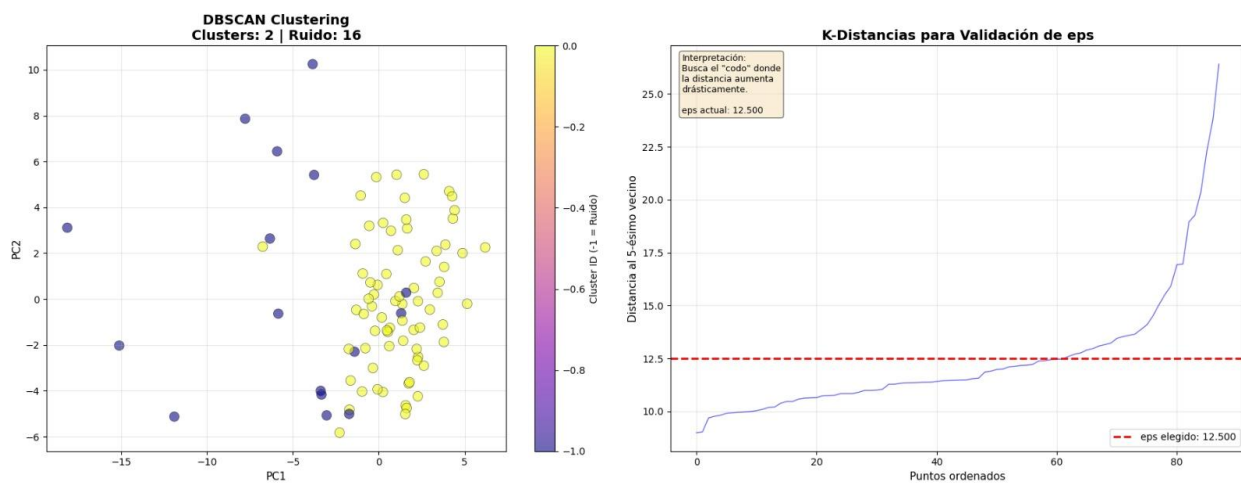 DBSCAN Clustering
Clusters: 2 | Ruido: 16
10
8
6
4
2
0
−2
−4
−6
PC2
−15
−10
−5
0
5
PC1
0.0
−0.2
−0.4
−0.6
−0.8
−1.0
Cluster ID (-1 = Ruido)
K-Distancias para Validación de eps
Interpretación:
Busca el "codo" donde
la distancia aumenta
drásticamente.
eps actual: 12.500
25.0
22.5
20.0
17.5
15.0
12.5
10.0
Distancia al 5-ésimo vecino
eps elegido: 12.500
0
20
40
60
80
Puntos ordenados